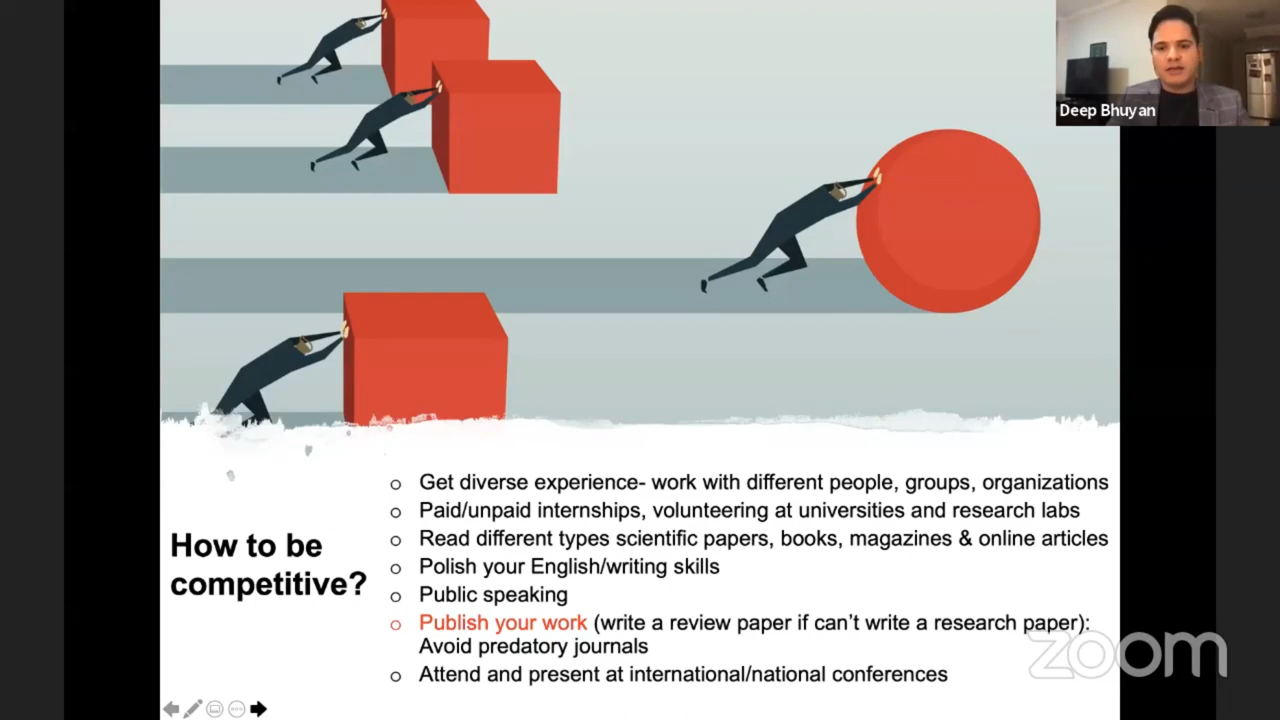 Deep Bhuyan
How to be
competitive?
o Get diverse experience- work with different people, groups, organizations
o Paid/unpaid internships, volunteering at universities and research labs
o Read different types scientific papers, books, magazines & online articles
o Polish your English/writing skills
o Public speaking
o Publish your work (write a review paper if can't write a research paper):
Avoid predatory journals
o Attend and present at international/national conferences
zoom